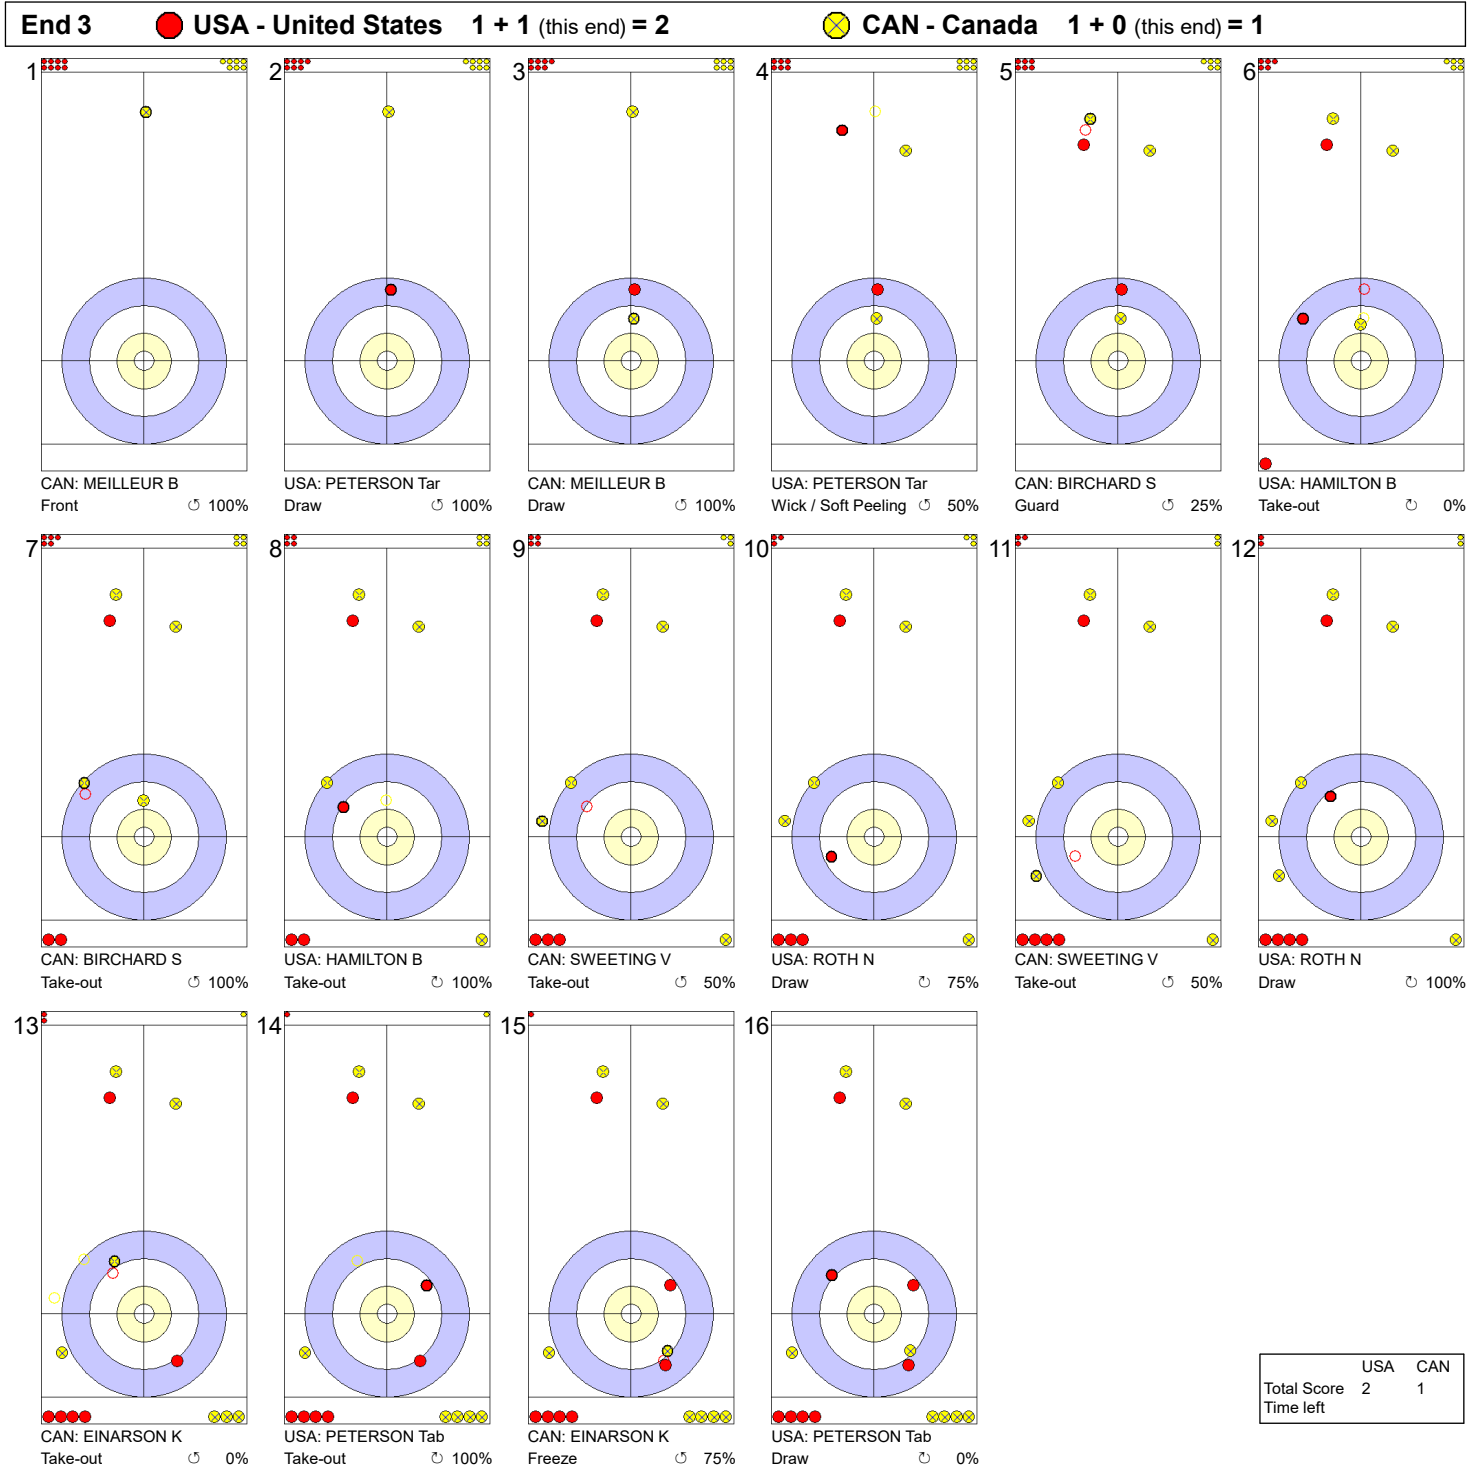 End 3 USA - United States 1 + 1 (this end) = 2 CAN - Canada 1 + 0 (this end) = 1
1 2 3 4 5 6
CAN: MEILLEUR B USA: PETERSON Tar CAN: MEILLEUR B USA: PETERSON Tar CAN: BIRCHARD S USA: HAMILTON B
Front ↺ 100% Draw ↺ 100% Draw ↺ 100% Wick / Soft Peeling ↺ 50% Guard ↺ 25% Take-out ↻ 0%
7 8 9 10 11 12
CAN: BIRCHARD S USA: HAMILTON B CAN: SWEETING V USA: ROTH N CAN: SWEETING V USA: ROTH N
Take-out ↺ 100% Take-out ↺ 100% Take-out ↺ 50% Draw ↻ 75% Take-out ↺ 50% Draw ↻ 100%
13 14 15 16
USA CAN
Total Score 2 1
Time left
CAN: EINARSON K USA: PETERSON Tab CAN: EINARSON K USA: PETERSON Tab
Take-out ↺ 0% Take-out ↺ 100% Freeze ↺ 75% Draw ↻ 0%